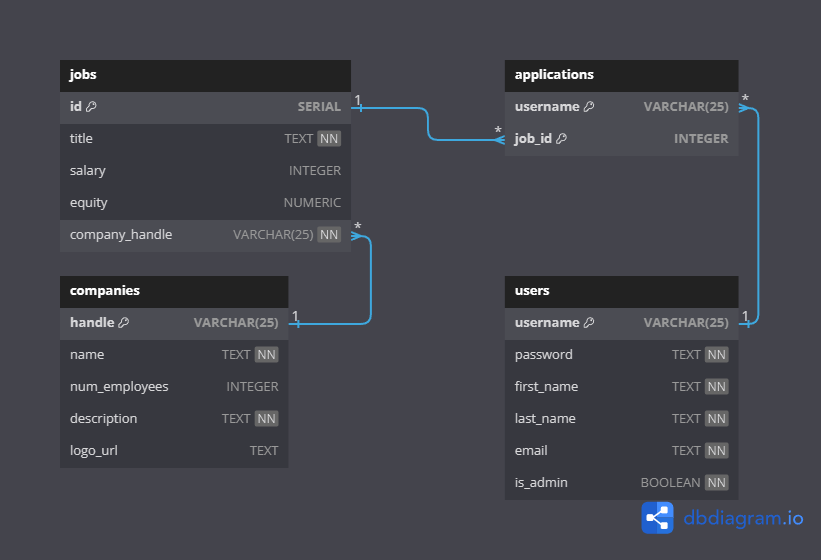 jobs
id SERIAL
title TEXT NN
salary INTEGER
equity NUMERIC
company_handle VARCHAR(25) NN
1
*
companies
handle VARCHAR(25)
name TEXT NN
num_employees INTEGER
description TEXT NN
logo_url TEXT
1
applications
username VARCHAR(25)
job_id INTEGER
*
*
users
username VARCHAR(25)
password TEXT NN
first_name TEXT NN
last_name TEXT NN
email TEXT NN
is_admin BOOLEAN NN
1
dbdiagram.io